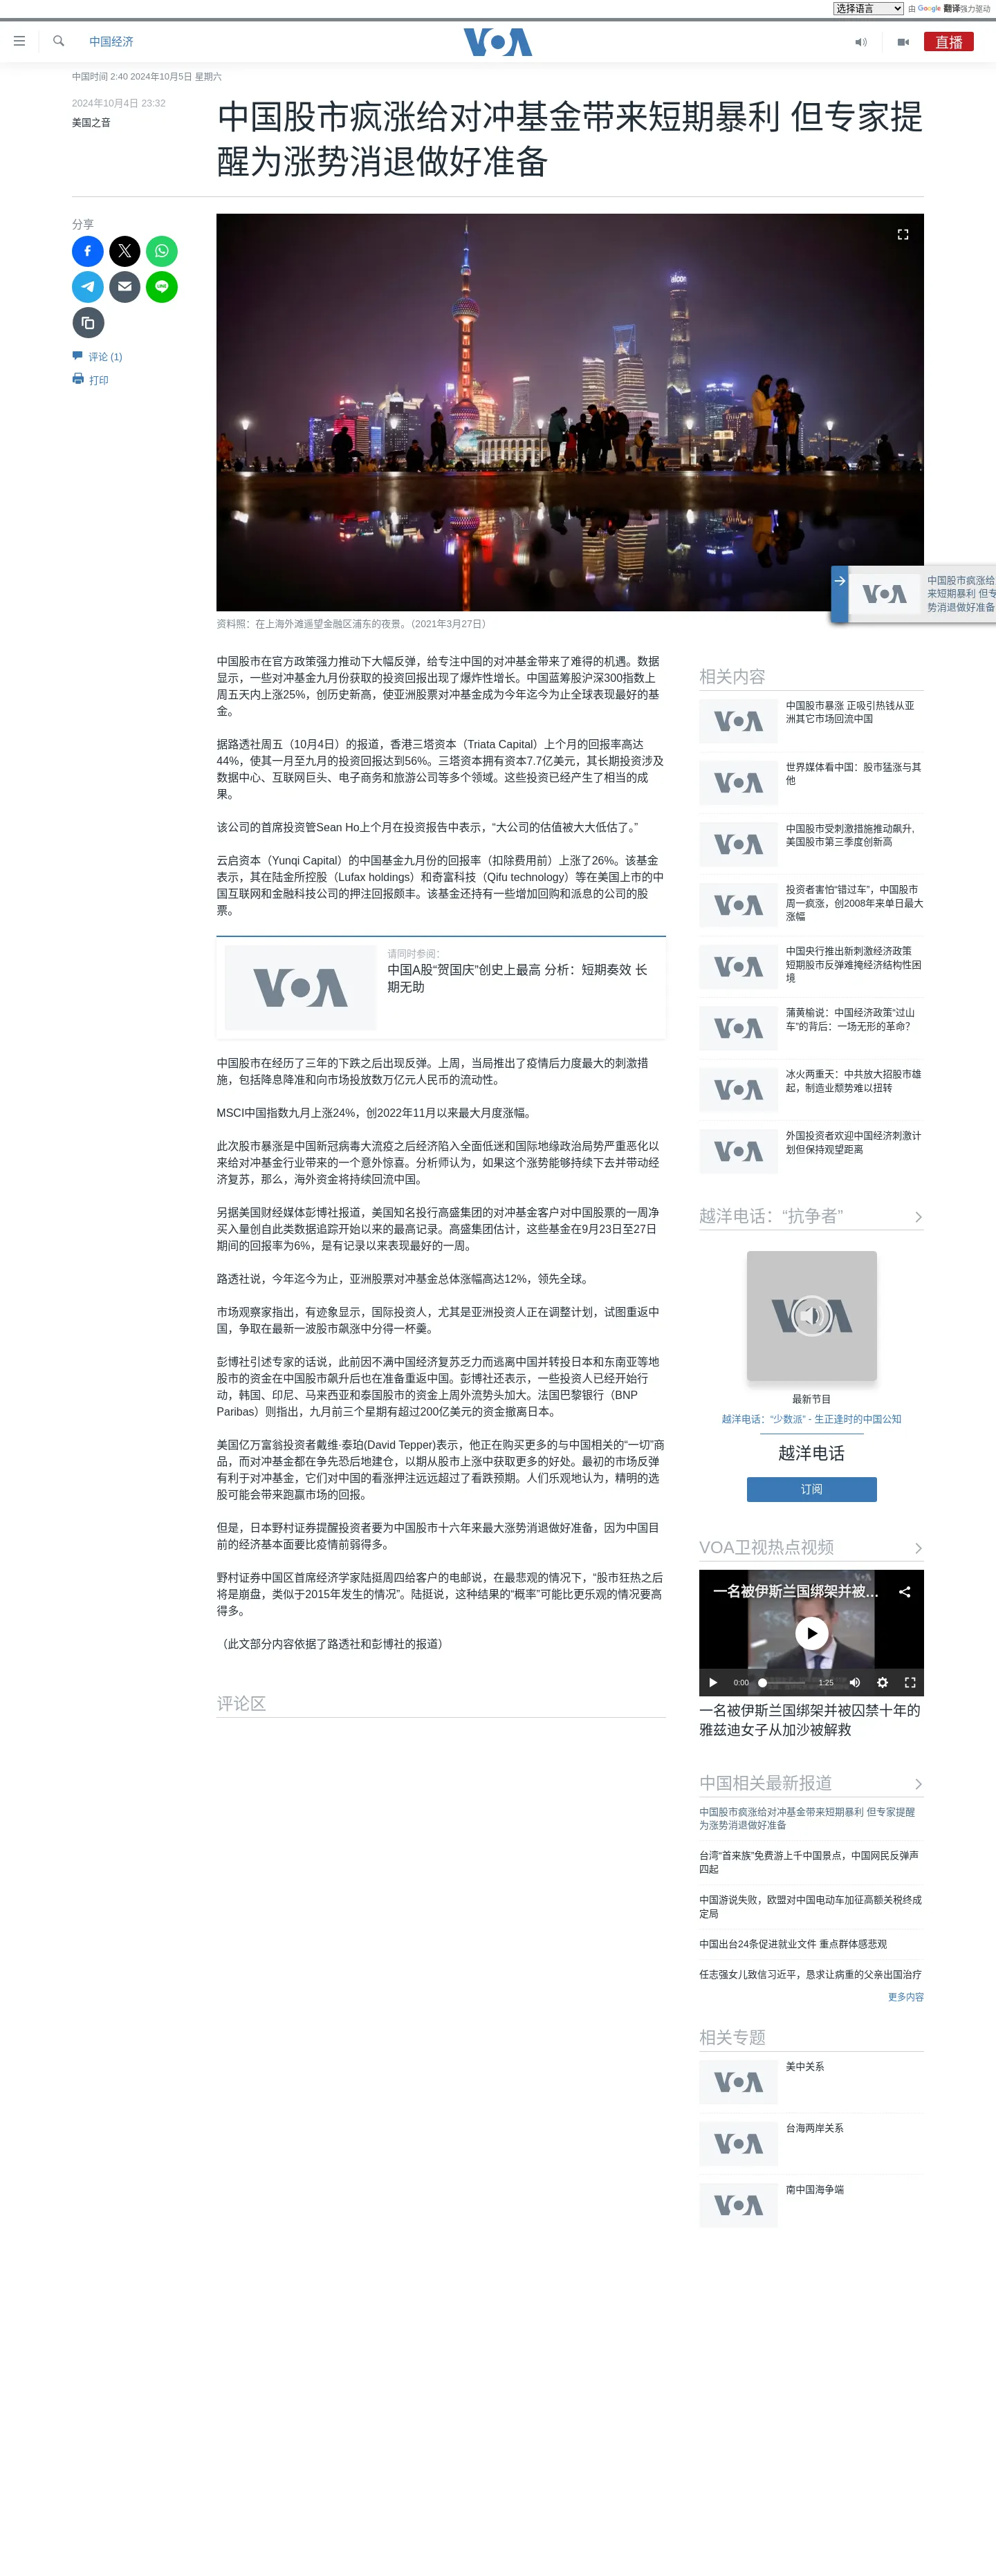 选择语言 由 Google 翻译强力驱动
中国经济
VOA
直播
中国时间 2:40 2024年10月5日 星期六
2024年10月4日 23:32
美国之音
中国股市疯涨给对冲基金带来短期暴利 但专家提
醒为涨势消退做好准备
分享
评论 (1)
打印
资料照：在上海外滩遥望金融区浦东的夜景。（2021年3月27日）
VOA
中国股市疯涨给
来短期暴利 但专
势消退做好准备
中国股市在官方政策强力推动下大幅反弹，给专注中国的对冲基金带来了难得的机遇。数据
显示，一些对冲基金九月份获取的投资回报出现了爆炸性增长。中国蓝筹股沪深300指数上
周五天内上涨25%，创历史新高，使亚洲股票对冲基金成为今年迄今为止全球表现最好的基
金。
据路透社周五（10月4日）的报道，香港三塔资本（Triata Capital）上个月的回报率高达
44%，使其一月至九月的投资回报达到56%。三塔资本拥有资本7.7亿美元，其长期投资涉及
数据中心、互联网巨头、电子商务和旅游公司等多个领域。这些投资已经产生了相当的成
果。
该公司的首席投资管Sean Ho上个月在投资报告中表示，“大公司的估值被大大低估了。”
云启资本（Yunqi Capital）的中国基金九月份的回报率（扣除费用前）上涨了26%。该基金
表示，其在陆金所控股（Lufax holdings）和奇富科技（Qifu technology）等在美国上市的中
国互联网和金融科技公司的押注回报颇丰。该基金还持有一些增加回购和派息的公司的股
票。
VOA
请同时参阅：
中国A股“贺国庆”创史上最高 分析：短期奏效 长
期无助
中国股市在经历了三年的下跌之后出现反弹。上周，当局推出了疫情后力度最大的刺激措
施，包括降息降准和向市场投放数万亿元人民币的流动性。
MSCI中国指数九月上涨24%，创2022年11月以来最大月度涨幅。
此次股市暴涨是中国新冠病毒大流疫之后经济陷入全面低迷和国际地缘政治局势严重恶化以
来给对冲基金行业带来的一个意外惊喜。分析师认为，如果这个涨势能够持续下去并带动经
济复苏，那么，海外资金将持续回流中国。
另据美国财经媒体彭博社报道，美国知名投行高盛集团的对冲基金客户对中国股票的一周净
买入量创自此类数据追踪开始以来的最高记录。高盛集团估计，这些基金在9月23日至27日
期间的回报率为6%，是有记录以来表现最好的一周。
路透社说，今年迄今为止，亚洲股票对冲基金总体涨幅高达12%，领先全球。
市场观察家指出，有迹象显示，国际投资人，尤其是亚洲投资人正在调整计划，试图重返中
国，争取在最新一波股市飙涨中分得一杯羹。
彭博社引述专家的话说，此前因不满中国经济复苏乏力而逃离中国并转投日本和东南亚等地
股市的资金在中国股市飙升后也在准备重返中国。彭博社还表示，一些投资人已经开始行
动，韩国、印尼、马来西亚和泰国股市的资金上周外流势头加大。法国巴黎银行（BNP
Paribas）则指出，九月前三个星期有超过200亿美元的资金撤离日本。
美国亿万富翁投资者戴维·泰珀(David Tepper)表示，他正在购买更多的与中国相关的“一切”商
品，而对冲基金都在争先恐后地建仓，以期从股市上涨中获取更多的好处。最初的市场反弹
有利于对冲基金，它们对中国的看涨押注远远超过了看跌预期。人们乐观地认为，精明的选
股可能会带来跑赢市场的回报。
但是，日本野村证券提醒投资者要为中国股市十六年来最大涨势消退做好准备，因为中国目
前的经济基本面要比疫情前弱得多。
野村证券中国区首席经济学家陆挺周四给客户的电邮说，在最悲观的情况下，“股市狂热之后
将是崩盘，类似于2015年发生的情况”。陆挺说，这种结果的“概率”可能比更乐观的情况要高
得多。
（此文部分内容依据了路透社和彭博社的报道）
评论区
相关内容
VOA
中国股市暴涨 正吸引热钱从亚
洲其它市场回流中国
VOA
世界媒体看中国：股市猛涨与其
他
VOA
中国股市受刺激措施推动飙升，
美国股市第三季度创新高
VOA
投资者害怕“错过车”，中国股市
周一疯涨，创2008年来单日最大
涨幅
VOA
中国央行推出新刺激经济政策
短期股市反弹难掩经济结构性困
境
VOA
蒲黄榆说：中国经济政策“过山
车”的背后：一场无形的革命？
VOA
冰火两重天：中共放大招股市雄
起，制造业颓势难以扭转
VOA
外国投资者欢迎中国经济刺激计
划但保持观望距离
越洋电话：“抗争者”
VOA
最新节目
越洋电话：“少数派” - 生正逢时的中国公知
越洋电话
订阅
VOA卫视热点视频
一名被伊斯兰国绑架并被...
0:00
1:25
一名被伊斯兰国绑架并被囚禁十年的
雅兹迪女子从加沙被解救
中国相关最新报道
中国股市疯涨给对冲基金带来短期暴利 但专家提醒
为涨势消退做好准备
台湾“首来族”免费游上千中国景点，中国网民反弹声
四起
中国游说失败，欧盟对中国电动车加征高额关税终成
定局
中国出台24条促进就业文件 重点群体感悲观
任志强女儿致信习近平，恳求让病重的父亲出国治疗
更多内容
相关专题
VOA
美中关系
VOA
台海两岸关系
VOA
南中国海争端